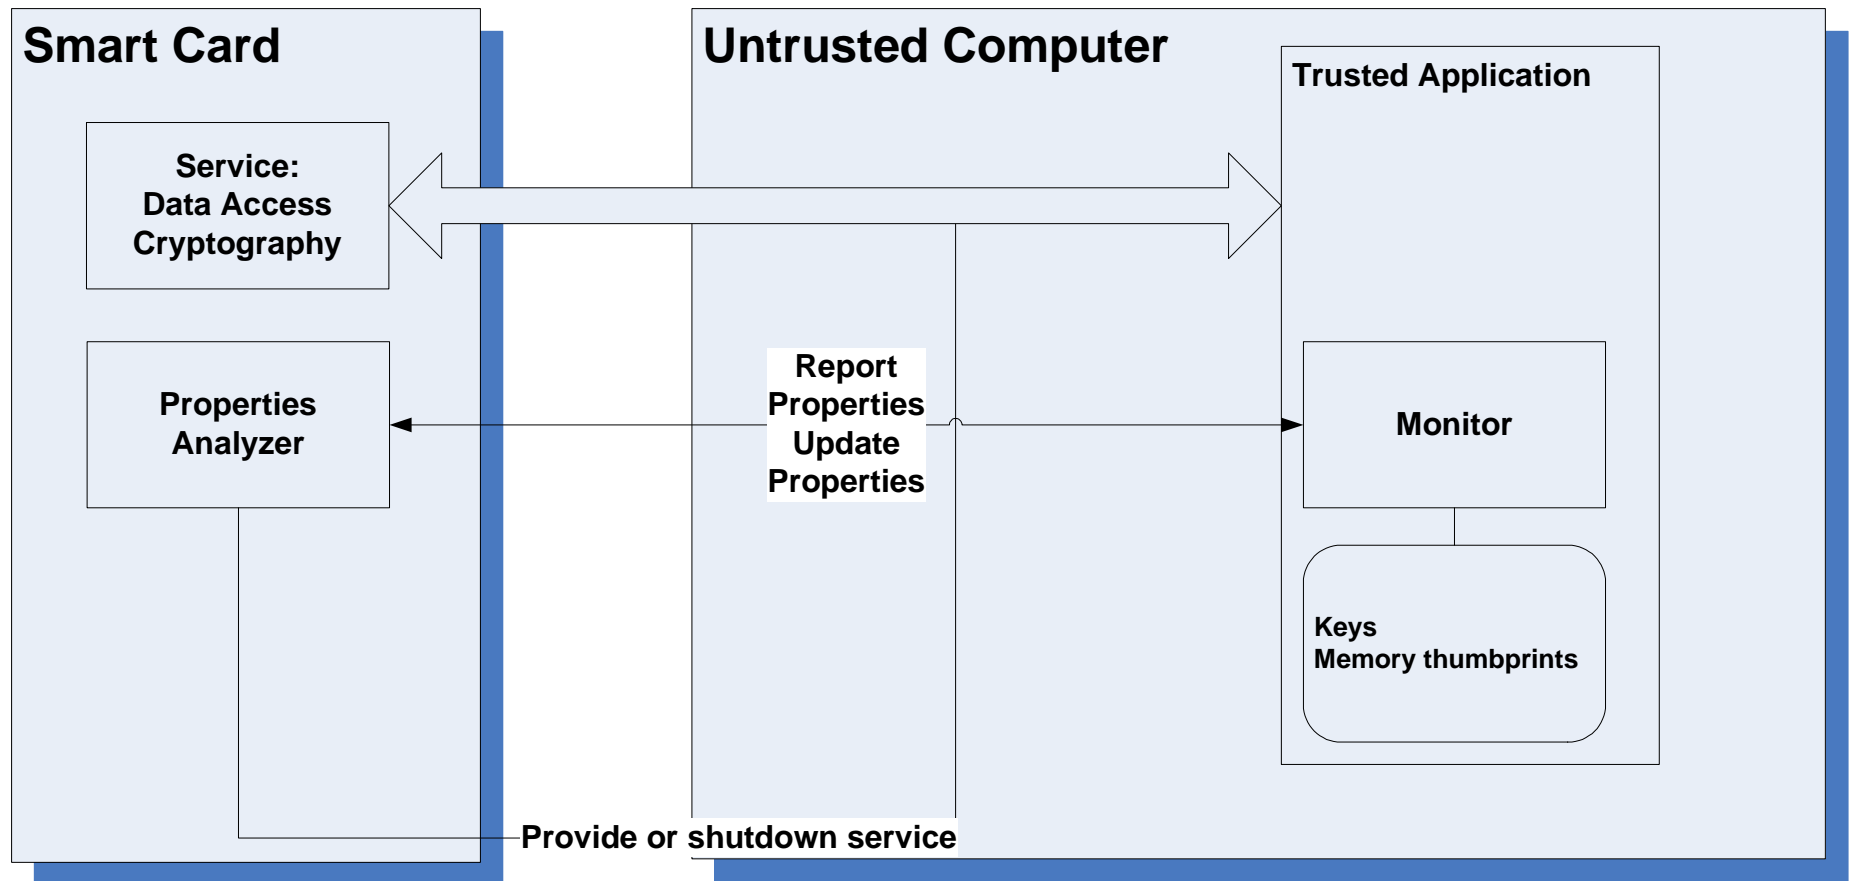 Smart Card
Untrusted Computer
Trusted Application
Service:
Data Access
Cryptography
Properties
Analyzer
Report
Properties
Update
Properties
Monitor
Keys
Memory thumbprints
Provide or shutdown service